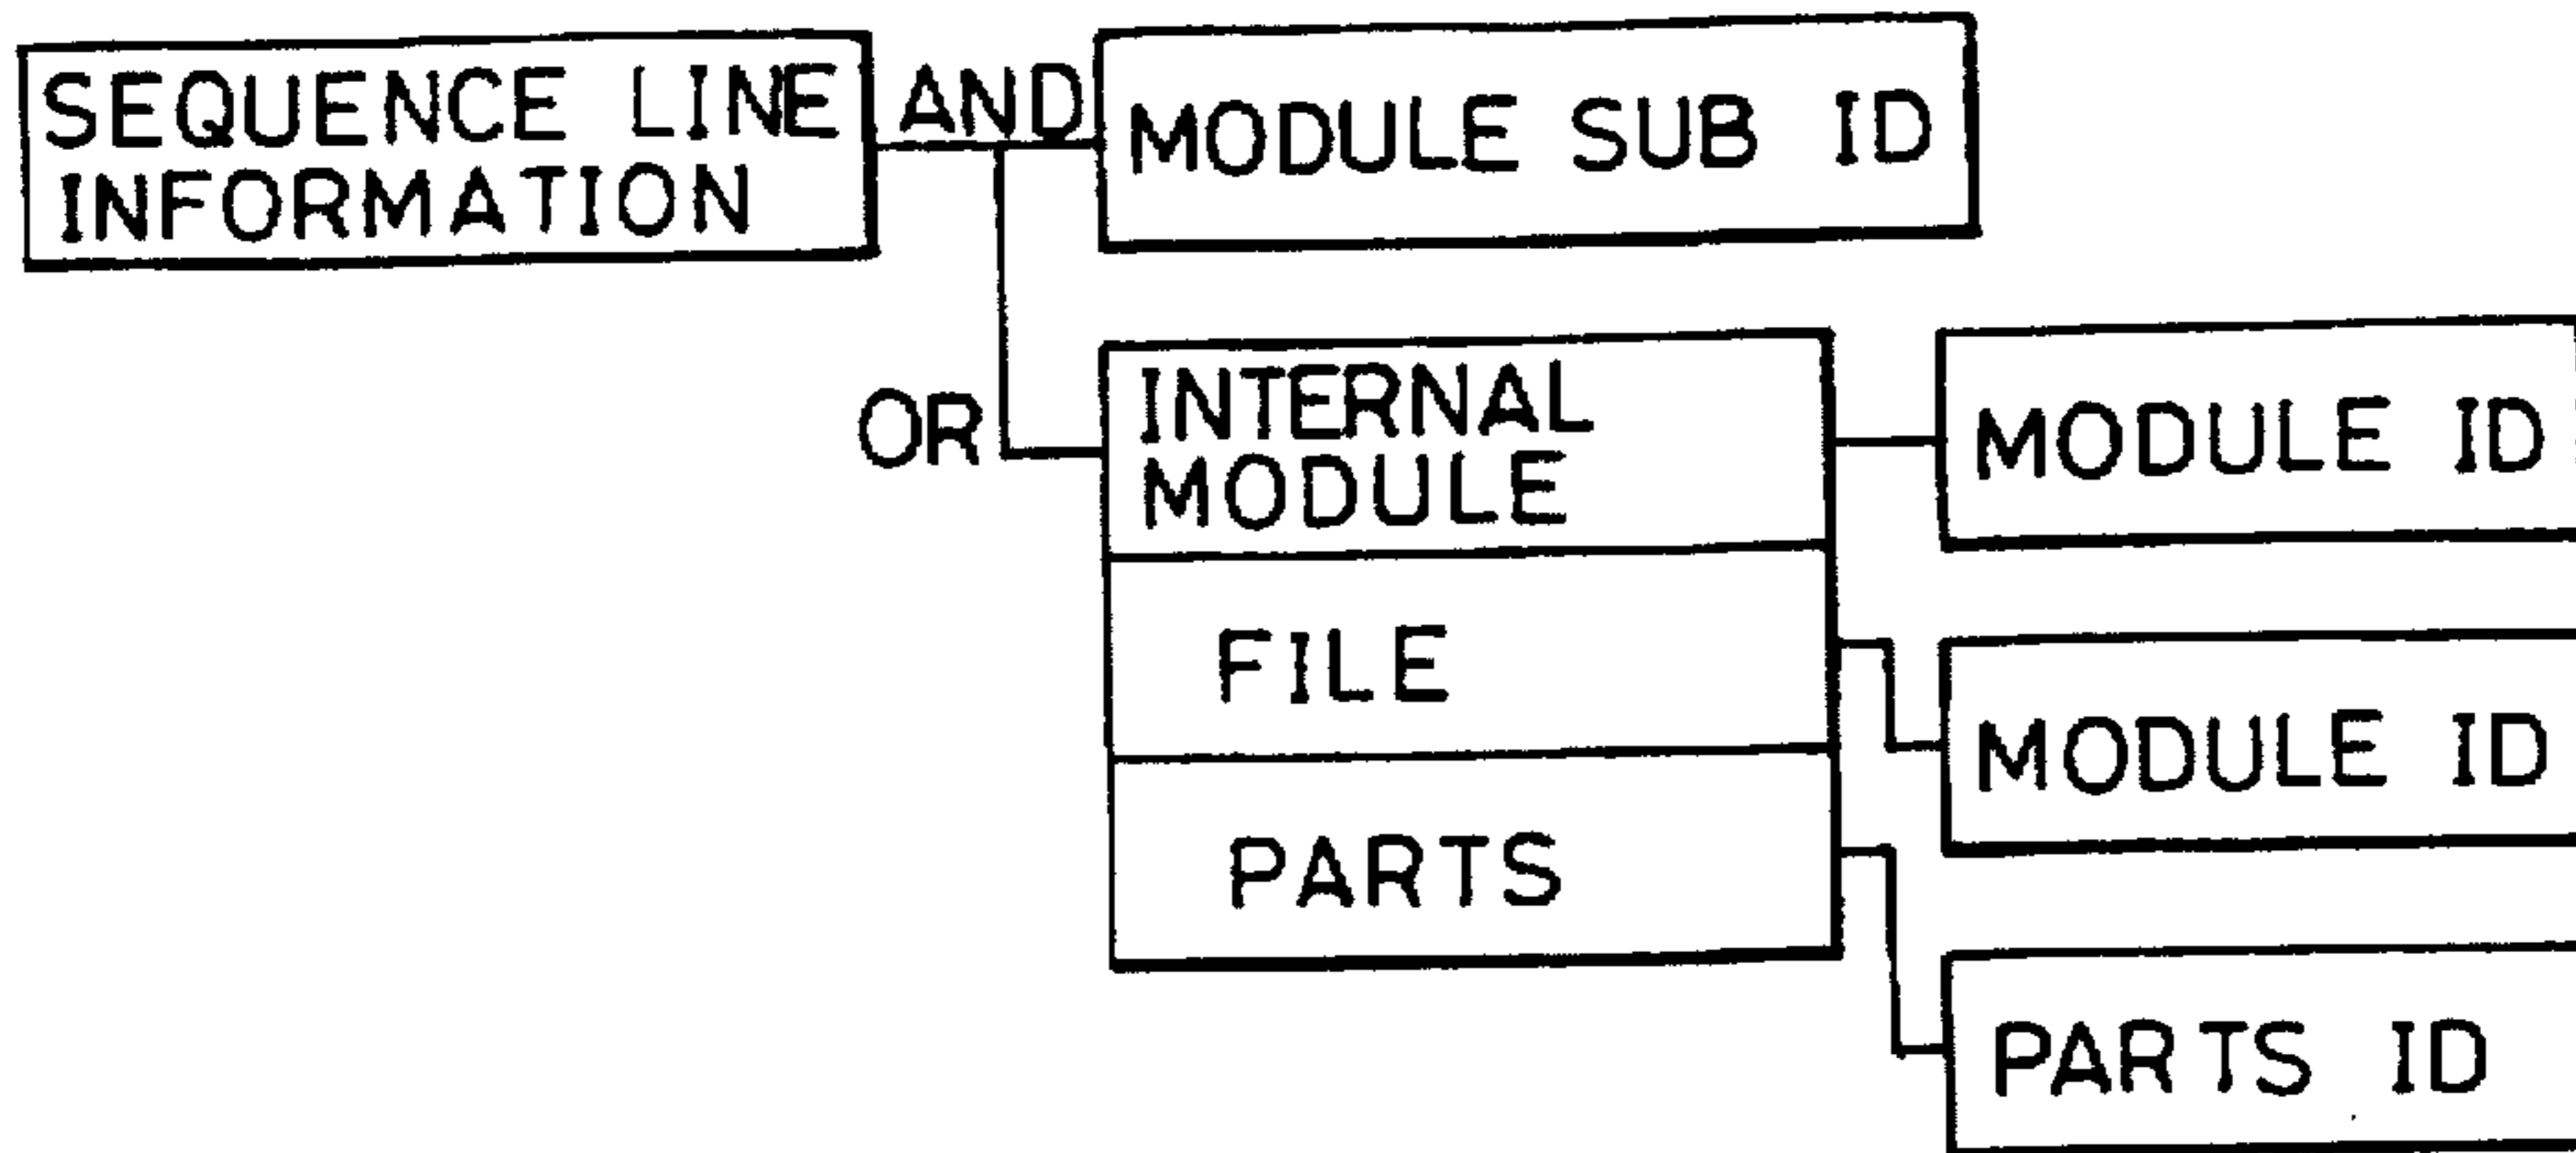 SEQUENCE LINE
INFORMATION
AND
MODULE SUB ID
OR
INTERNAL
MODULE
MODULE ID
FILE
MODULE ID
PARTS
PARTS ID